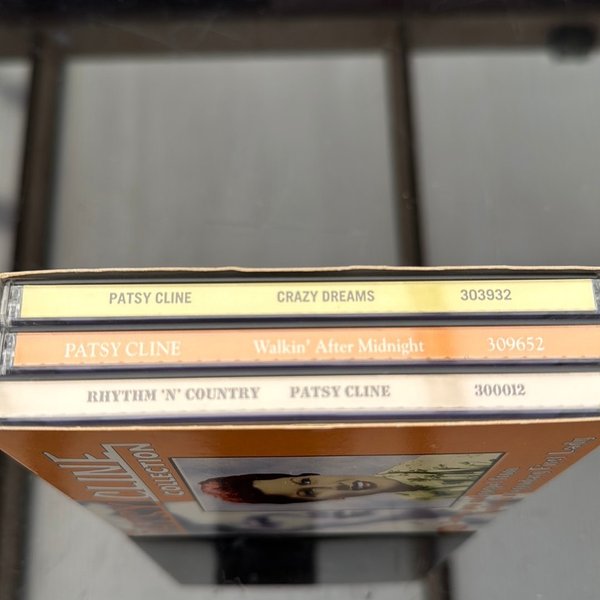 PATSY CLINE CRAZY DREAMS 303932
PATSY CLINE Walkin' After Midnight 309652
RHYTHM 'N' COUNTRY PATSY CLINE 300012
CLINE
COLLECTION